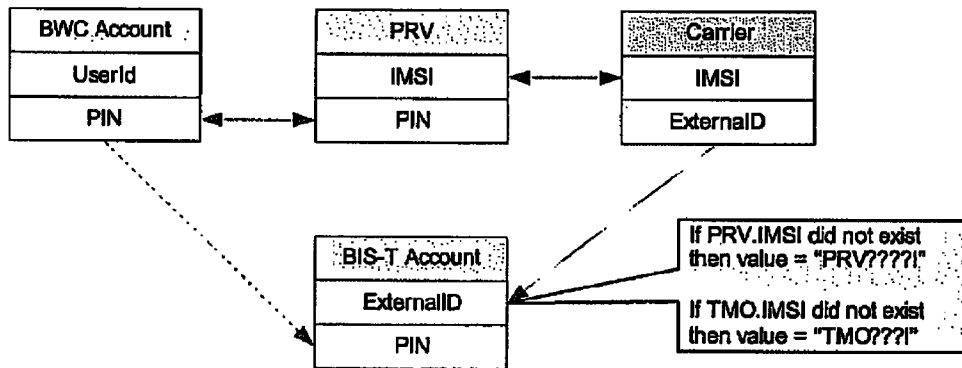 BWC Account
UserId
PIN
PRV
IMSI
PIN
Carrier
IMSI
ExternalID
BIS-T Account
ExternalID
PIN
If PRV.IMSI did not exist
then value = "PRV????!"
If TMO.IMSI did not exist
then value = "TMO???!"